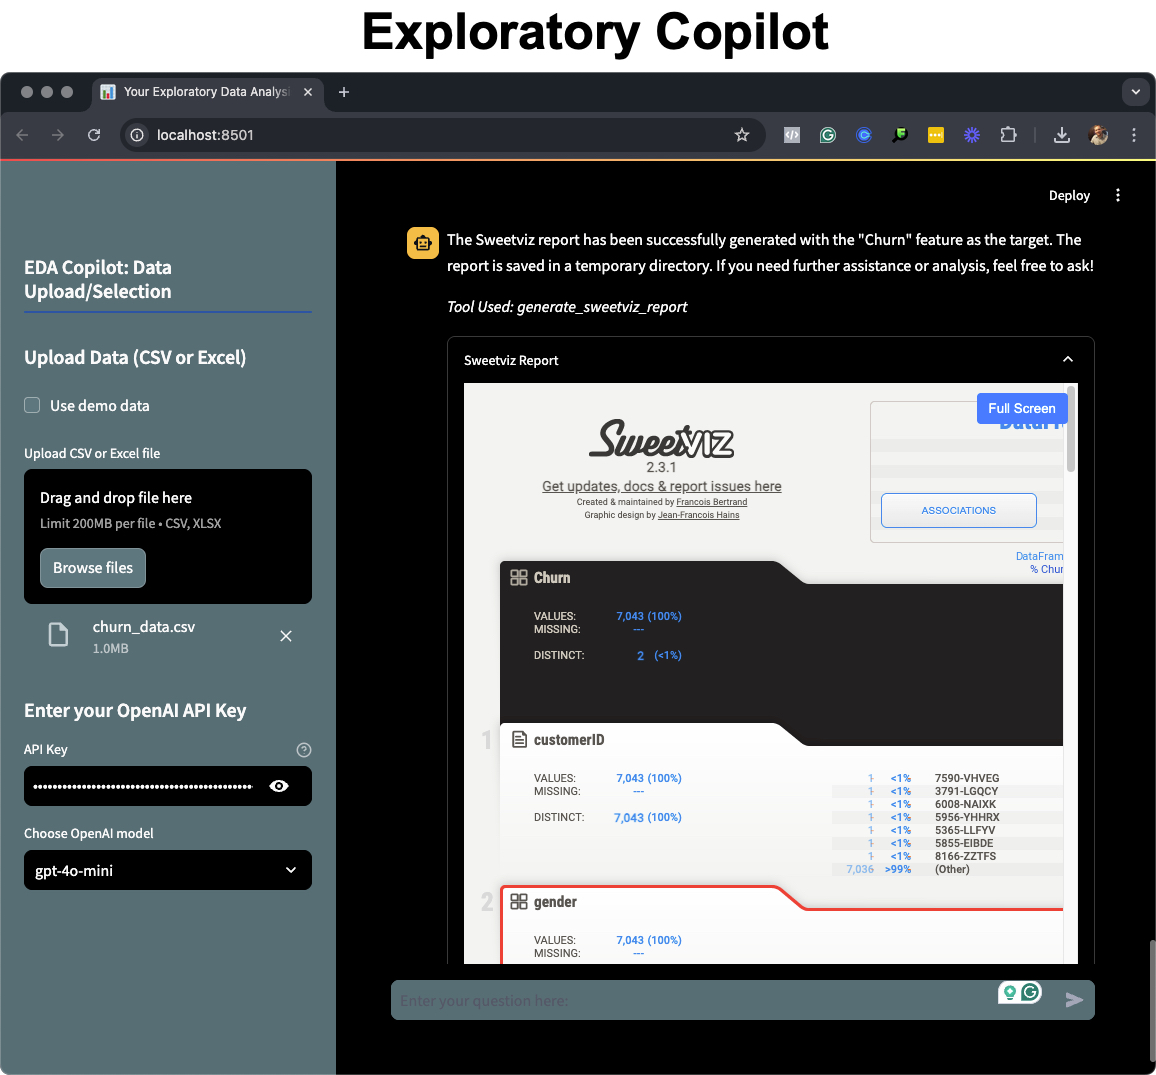 Exploratory Copilot
Your Exploratory Data Analysi
localhost:8501
Deploy
EDA Copilot: Data
Upload/Selection
Upload Data (CSV or Excel)
Use demo data
Upload CSV or Excel file
Drag and drop file here
Limit 200MB per file • CSV, XLSX
Browse files
churn_data.csv
1.0MB
Enter your OpenAI API Key
API Key
Choose OpenAI model
gpt-4o-mini
The Sweetviz report has been successfully generated with the "Churn" feature as the target. The
report is saved in a temporary directory. If you need further assistance or analysis, feel free to ask!
Tool Used: generate_sweetviz_report
Sweetviz Report
Full Screen
SweetVIZ
2.3.1
Get updates, docs & report issues here
Created & maintained by Francois Bertrand
Graphic design by Jean-Francois Hains
ASSOCIATIONS
DataFram
% Chur
Churn
VALUES: 7,043 (100%)
MISSING: ---
DISTINCT: 2 (<1%)
1 customerID
VALUES: 7,043 (100%)
MISSING: ---
DISTINCT: 7,043 (100%)
1 <1% 7590-VHVEG
1 <1% 3791-LGQCY
1 <1% 6008-NAIXK
1 <1% 5956-YHHRX
1 <1% 5365-LLFYV
1 <1% 5855-EIBDE
1 <1% 8166-ZZTFS
7,036 >99% (Other)
2 gender
VALUES: 7,043 (100%)
MISSING: ---
Enter your question here: